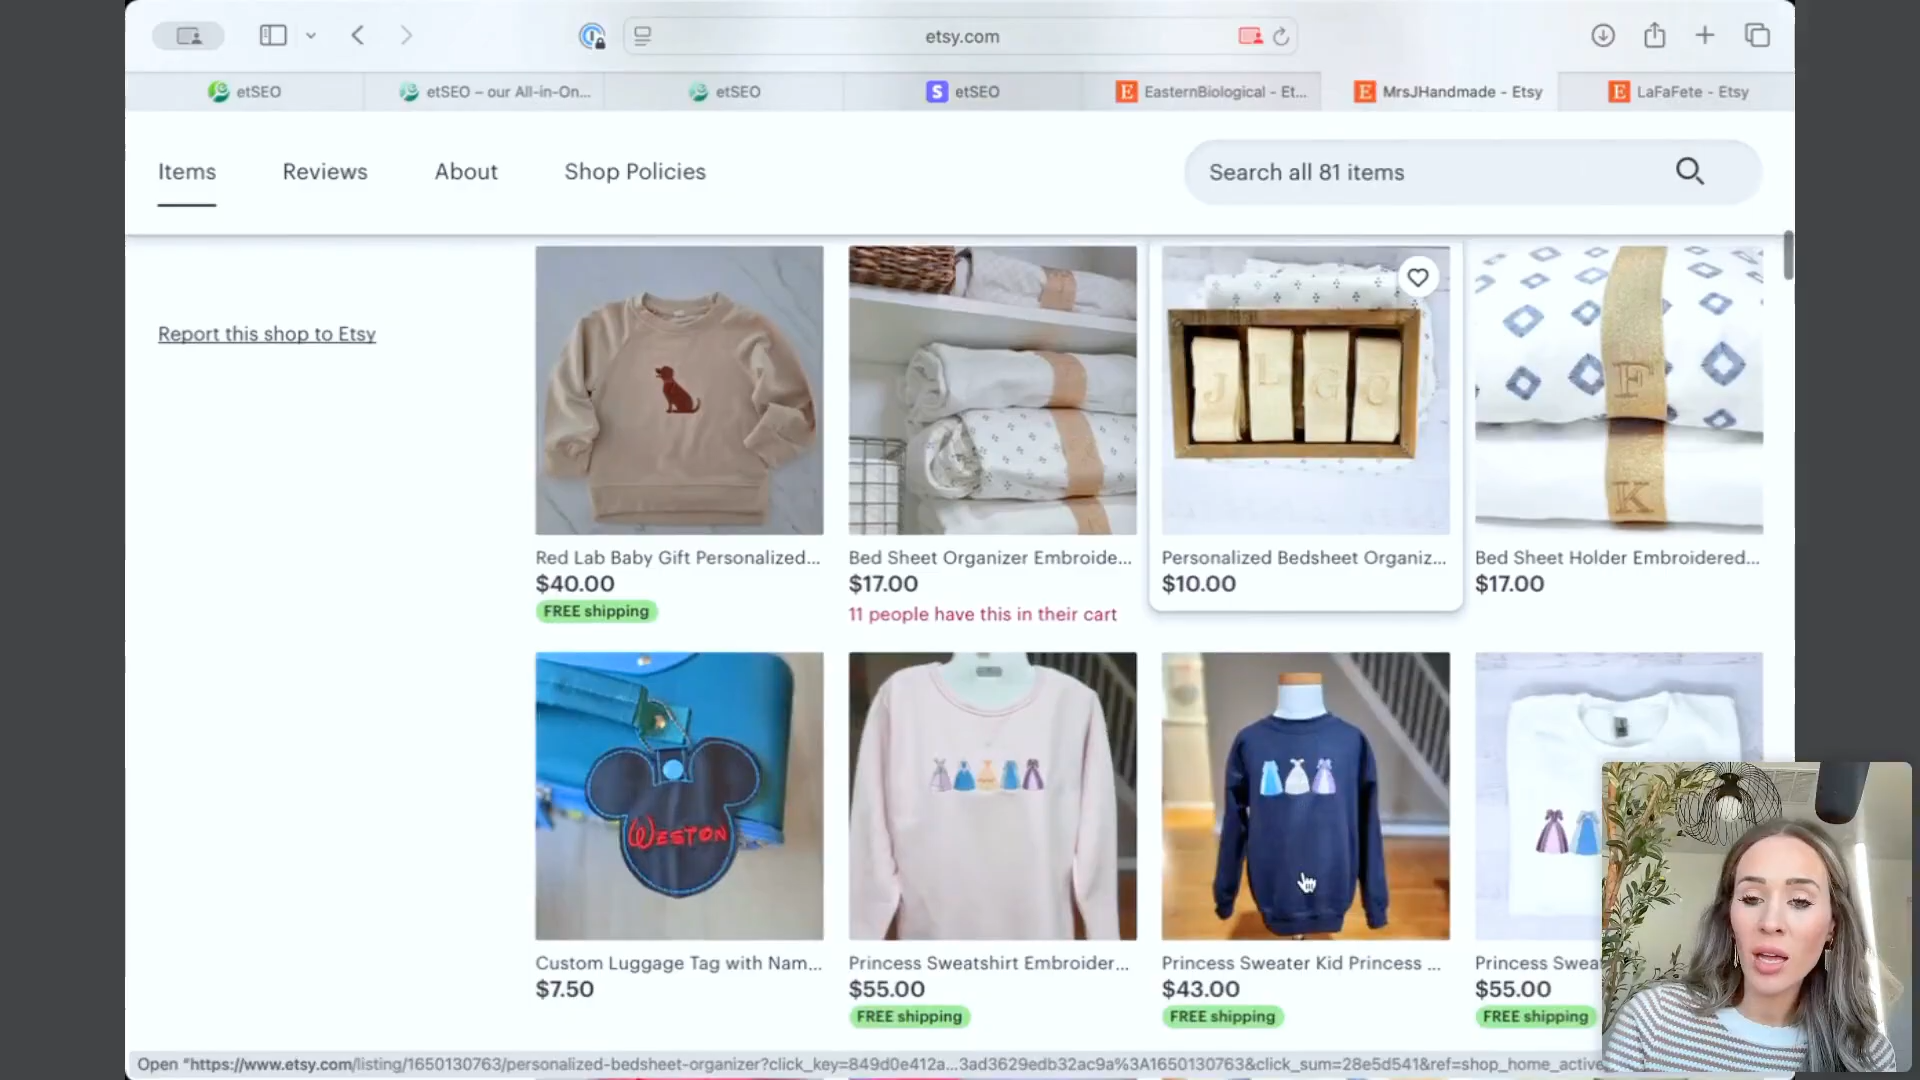 etsy.com
etSEO
etSEO – our All-in-On...
etSEO
etSEO
EasternBiological - Et...
MrsJHandmade - Etsy
LaFaFete - Etsy
Items
Reviews
About
Shop Policies
Search all 81 items
Report this shop to Etsy
J L G C
F
K
Red Lab Baby Gift Personalized...
$40.00
FREE shipping
Bed Sheet Organizer Embroide...
$17.00
11 people have this in their cart
Personalized Bedsheet Organiz...
$10.00
Bed Sheet Holder Embroidered...
$17.00
WESTON
Custom Luggage Tag with Nam...
$7.50
Princess Sweatshirt Embroider...
$55.00
FREE shipping
Princess Sweater Kid Princess ...
$43.00
FREE shipping
Princess
$55.00
FREE shipping
Open "https://www.etsy.com/listing/1650130763/personalized-bedsheet-organizer?click_key=849d0e412a...3ad3629edb32ac9a%3A1650130763&click_sum=28e5d541&ref=shop_home_active